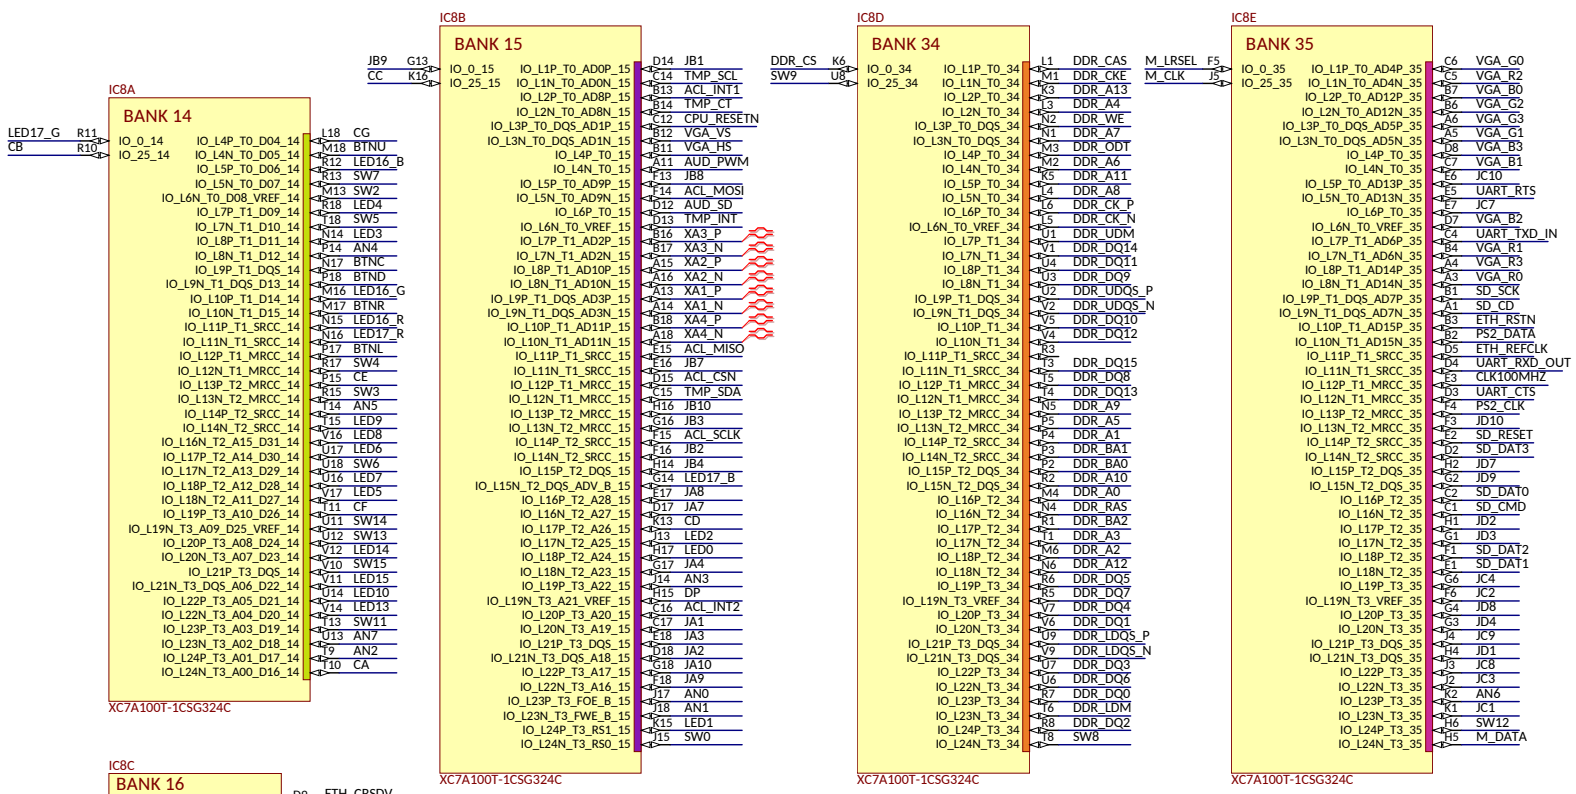 IC8A
BANK 14
LED17_G R11 IO_0_14
CB R10 IO_25_14
IO_L4P_T0_D04_14 L18 CG
IO_L4N_T0_D05_14 M18 BTNU
IO_L5P_T0_D06_14 R12 LED16_B
IO_L5N_T0_D07_14 R13 SW7
IO_L6N_T0_D08_VREF_14 M13 SW2
IO_L7P_T1_D09_14 R18 LED4
IO_L7N_T1_D10_14 T18 SW5
IO_L8P_T1_D11_14 N14 LED3
IO_L8N_T1_D12_14 P14 AN4
IO_L9P_T1_DQS_14 N17 BTNC
IO_L9N_T1_DQS_D13_14 P18 BTND
IO_L10P_T1_D14_14 M16 LED16_G
IO_L10N_T1_D15_14 M17 BTNR
IO_L11P_T1_SRCC_14 N15 LED16_R
IO_L11N_T1_SRCC_14 N16 LED17_R
IO_L12P_T1_MRCC_14 P17 BTNL
IO_L12N_T1_MRCC_14 R17 SW4
IO_L13P_T2_MRCC_14 P15 CE
IO_L13N_T2_MRCC_14 R15 SW3
IO_L14P_T2_SRCC_14 T14 AN5
IO_L14N_T2_SRCC_14 T15 LED9
IO_L16N_T2_A15_D31_14 V16 LED8
IO_L17P_T2_A14_D30_14 U17 LED6
IO_L17N_T2_A13_D29_14 U18 SW6
IO_L18P_T2_A12_D28_14 U16 LED7
IO_L18N_T2_A11_D27_14 V17 LED5
IO_L19P_T3_A10_D26_14 T11 CF
IO_L19N_T3_A09_D25_VREF_14 U11 SW14
IO_L20P_T3_A08_D24_14 U12 SW13
IO_L20N_T3_A07_D23_14 V12 LED14
IO_L21P_T3_DQS_14 V10 SW15
IO_L21N_T3_DQS_A06_D22_14 V11 LED15
IO_L22P_T3_A05_D21_14 U14 LED10
IO_L22N_T3_A04_D20_14 V14 LED13
IO_L23P_T3_A03_D19_14 T13 SW11
IO_L23N_T3_A02_D18_14 U13 AN7
IO_L24P_T3_A01_D17_14 T9 AN2
IO_L24N_T3_A00_D16_14 T10 CA
XC7A100T-1CSG324C
IC8C
BANK 16
D9 ETH_CRSDV
IC8B
BANK 15
JB9 G13 IO_0_15
CC K16 IO_25_15
IO_L1P_T0_AD0P_15 D14 JB1
IO_L1N_T0_AD0N_15 C14 TMP_SCL
IO_L2P_T0_AD8P_15 B13 ACL_INT1
IO_L2N_T0_AD8N_15 B14 TMP_CT
IO_L3P_T0_DQS_AD1P_15 C12 CPU_RESETN
IO_L3N_T0_DQS_AD1N_15 B12 VGA_VS
IO_L4P_T0_15 B11 VGA_HS
IO_L4N_T0_15 A11 AUD_PWM
IO_L5P_T0_AD9P_15 F13 JB8
IO_L5N_T0_AD9N_15 F14 ACL_MOSI
IO_L6P_T0_15 D12 AUD_SD
IO_L6N_T0_VREF_15 D13 TMP_INT
IO_L7P_T1_AD2P_15 B16 XA3_P
IO_L7N_T1_AD2N_15 B17 XA3_N
IO_L8P_T1_AD10P_15 A15 XA2_P
IO_L8N_T1_AD10N_15 A16 XA2_N
IO_L9P_T1_DQS_AD3P_15 A13 XA1_P
IO_L9N_T1_DQS_AD3N_15 A14 XA1_N
IO_L10P_T1_AD11P_15 B18 XA4_P
IO_L10N_T1_AD11N_15 A18 XA4_N
IO_L11P_T1_SRCC_15 E15 ACL_MISO
IO_L11N_T1_SRCC_15 E16 JB7
IO_L12P_T1_MRCC_15 D15 ACL_CSN
IO_L12N_T1_MRCC_15 C15 TMP_SDA
IO_L13P_T2_MRCC_15 H16 JB10
IO_L13N_T2_MRCC_15 G16 JB3
IO_L14P_T2_SRCC_15 F15 ACL_SCLK
IO_L14N_T2_SRCC_15 F16 JB2
IO_L15P_T2_DQS_15 H14 JB4
IO_L15N_T2_DQS_ADV_B_15 G14 LED17_B
IO_L16P_T2_A28_15 E17 JA8
IO_L16N_T2_A27_15 D17 JA7
IO_L17P_T2_A26_15 K13 CD
IO_L17N_T2_A25_15 J13 LED2
IO_L18P_T2_A24_15 H17 LED0
IO_L18N_T2_A23_15 G17 JA4
IO_L19P_T3_A22_15 J14 AN3
IO_L19N_T3_A21_VREF_15 H15 DP
IO_L20P_T3_A20_15 C16 ACL_INT2
IO_L20N_T3_A19_15 C17 JA1
IO_L21P_T3_DQS_15 E18 JA3
IO_L21N_T3_DQS_A18_15 D18 JA2
IO_L22P_T3_A17_15 G18 JA10
IO_L22N_T3_A16_15 F18 JA9
IO_L23P_T3_FOE_B_15 J17 AN0
IO_L23N_T3_FWE_B_15 J18 AN1
IO_L24P_T3_RS1_15 K15 LED1
IO_L24N_T3_RS0_15 J15 SW0
XC7A100T-1CSG324C
IC8D
BANK 34
DDR_CS K6 IO_0_34
SW9 U8 IO_25_34
IO_L1P_T0_34 L1 DDR_CAS
IO_L1N_T0_34 M1 DDR_CKE
IO_L2P_T0_34 K3 DDR_A13
IO_L2N_T0_34 L3 DDR_A4
IO_L3P_T0_DQS_34 N2 DDR_WE
IO_L3N_T0_DQS_34 N1 DDR_A7
IO_L4P_T0_34 M3 DDR_ODT
IO_L4N_T0_34 M2 DDR_A6
IO_L5P_T0_34 K5 DDR_A11
IO_L5N_T0_34 L4 DDR_A8
IO_L6P_T0_34 L6 DDR_CK_P
IO_L6N_T0_VREF_34 L5 DDR_CK_N
IO_L7P_T1_34 U1 DDR_UDM
IO_L7N_T1_34 V1 DDR_DQ14
IO_L8P_T1_34 U4 DDR_DQ11
IO_L8N_T1_34 U3 DDR_DQ9
IO_L9P_T1_DQS_34 U2 DDR_UDQS_P
IO_L9N_T1_DQS_34 V2 DDR_UDQS_N
IO_L10P_T1_34 V5 DDR_DQ10
IO_L10N_T1_34 V4 DDR_DQ12
IO_L11P_T1_SRCC_34 R3
IO_L11N_T1_SRCC_34 T3 DDR_DQ15
IO_L12P_T1_MRCC_34 T5 DDR_DQ8
IO_L12N_T1_MRCC_34 T4 DDR_DQ13
IO_L13P_T2_MRCC_34 N5 DDR_A9
IO_L13N_T2_MRCC_34 P5 DDR_A5
IO_L14P_T2_SRCC_34 P4 DDR_A1
IO_L14N_T2_SRCC_34 P3 DDR_BA1
IO_L15P_T2_DQS_34 P2 DDR_BA0
IO_L15N_T2_DQS_34 R2 DDR_A10
IO_L16P_T2_34 M4 DDR_A0
IO_L16N_T2_34 N4 DDR_RAS
IO_L17P_T2_34 R1 DDR_BA2
IO_L17N_T2_34 T1 DDR_A3
IO_L18P_T2_34 M6 DDR_A2
IO_L18N_T2_34 N6 DDR_A12
IO_L19P_T3_34 R6 DDR_DQ5
IO_L19N_T3_VREF_34 R5 DDR_DQ7
IO_L20P_T3_34 V7 DDR_DQ4
IO_L20N_T3_34 V6 DDR_DQ1
IO_L21P_T3_DQS_34 U9 DDR_LDQS_P
IO_L21N_T3_DQS_34 V9 DDR_LDQS_N
IO_L22P_T3_34 U7 DDR_DQ3
IO_L22N_T3_34 U6 DDR_DQ6
IO_L23P_T3_34 R7 DDR_DQ0
IO_L23N_T3_34 T6 DDR_LDM
IO_L24P_T3_34 R8 DDR_DQ2
IO_L24N_T3_34 T8 SW8
XC7A100T-1CSG324C
IC8E
BANK 35
M_LRSEL F5 IO_0_35
M_CLK J5 IO_25_35
IO_L1P_T0_AD4P_35 C6 VGA_G0
IO_L1N_T0_AD4N_35 C5 VGA_R2
IO_L2P_T0_AD12P_35 B7 VGA_B0
IO_L2N_T0_AD12N_35 B6 VGA_G2
IO_L3P_T0_DQS_AD5P_35 A6 VGA_G3
IO_L3N_T0_DQS_AD5N_35 A5 VGA_G1
IO_L4P_T0_35 D8 VGA_B3
IO_L4N_T0_35 C7 VGA_B1
IO_L5P_T0_AD13P_35 E6 JC10
IO_L5N_T0_AD13N_35 E5 UART_RTS
IO_L6P_T0_35 E7 JC7
IO_L6N_T0_VREF_35 D7 VGA_B2
IO_L7P_T1_AD6P_35 C4 UART_TXD_IN
IO_L7N_T1_AD6N_35 B4 VGA_R1
IO_L8P_T1_AD14P_35 A4 VGA_R3
IO_L8N_T1_AD14N_35 A3 VGA_R0
IO_L9P_T1_DQS_AD7P_35 B1 SD_SCK
IO_L9N_T1_DQS_AD7N_35 A1 SD_CD
IO_L10P_T1_AD15P_35 B3 ETH_RSTN
IO_L10N_T1_AD15N_35 B2 PS2_DATA
IO_L11P_T1_SRCC_35 D5 ETH_REFCLK
IO_L11N_T1_SRCC_35 D4 UART_RXD_OUT
IO_L12P_T1_MRCC_35 E3 CLK100MHZ
IO_L12N_T1_MRCC_35 D3 UART_CTS
IO_L13P_T2_MRCC_35 F4 PS2_CLK
IO_L13N_T2_MRCC_35 F3 JD10
IO_L14P_T2_SRCC_35 E2 SD_RESET
IO_L14N_T2_SRCC_35 D2 SD_DAT3
IO_L15P_T2_DQS_35 H2 JD7
IO_L15N_T2_DQS_35 G2 JD9
IO_L16P_T2_35 C2 SD_DAT0
IO_L16N_T2_35 C1 SD_CMD
IO_L17P_T2_35 H1 JD2
IO_L17N_T2_35 G1 JD3
IO_L18P_T2_35 F1 SD_DAT2
IO_L18N_T2_35 E1 SD_DAT1
IO_L19P_T3_35 G6 JC4
IO_L19N_T3_VREF_35 F6 JC2
IO_L20P_T3_35 G4 JD8
IO_L20N_T3_35 G3 JD4
IO_L21P_T3_DQS_35 J4 JC9
IO_L21N_T3_DQS_35 H4 JD1
IO_L22P_T3_35 J3 JC8
IO_L22N_T3_35 J2 JC3
IO_L23P_T3_35 K2 AN6
IO_L23N_T3_35 K1 JC1
IO_L24P_T3_35 H6 SW12
IO_L24N_T3_35 H5 M_DATA
XC7A100T-1CSG324C